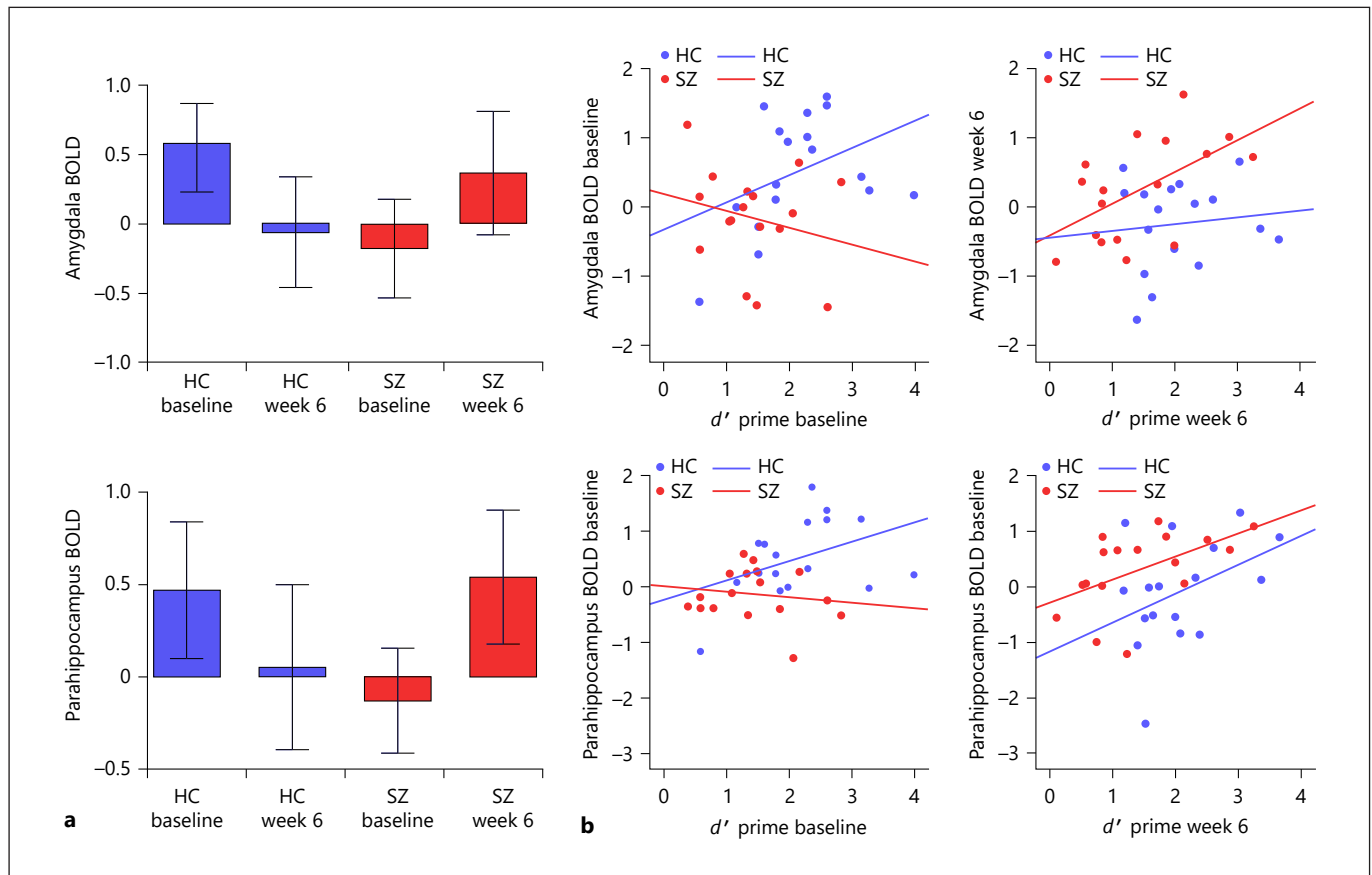 1.0
0.5
0
–0.5
–1.0
Amygdala BOLD
HC
baseline
HC
week 6
SZ
baseline
SZ
week 6
HC HC
SZ SZ
2
1
0
–1
–2
Amygdala BOLD baseline
0 1 2 3 4
d′ prime baseline
HC HC
SZ SZ
2
1
0
–1
–2
Amygdala BOLD week 6
0 1 2 3 4
d′ prime week 6
1.0
0.5
0
–0.5
Parahippocampus BOLD
HC
baseline
HC
week 6
SZ
baseline
SZ
week 6
a
HC HC
SZ SZ
2
1
0
–1
–2
–3
Parahippocampus BOLD baseline
0 1 2 3 4
d′ prime baseline
b
HC HC
SZ SZ
2
1
0
–1
–2
–3
Parahippocampus BOLD baseline
0 1 2 3 4
d′ prime week 6